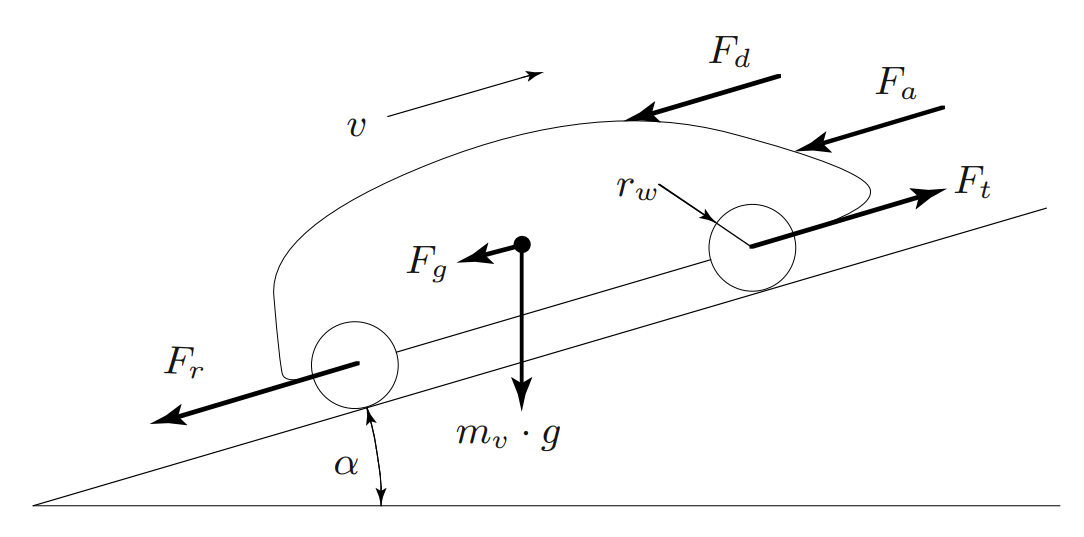 F_d
F_a
v
F_t
r_w
F_g
F_r
m_v · g
α